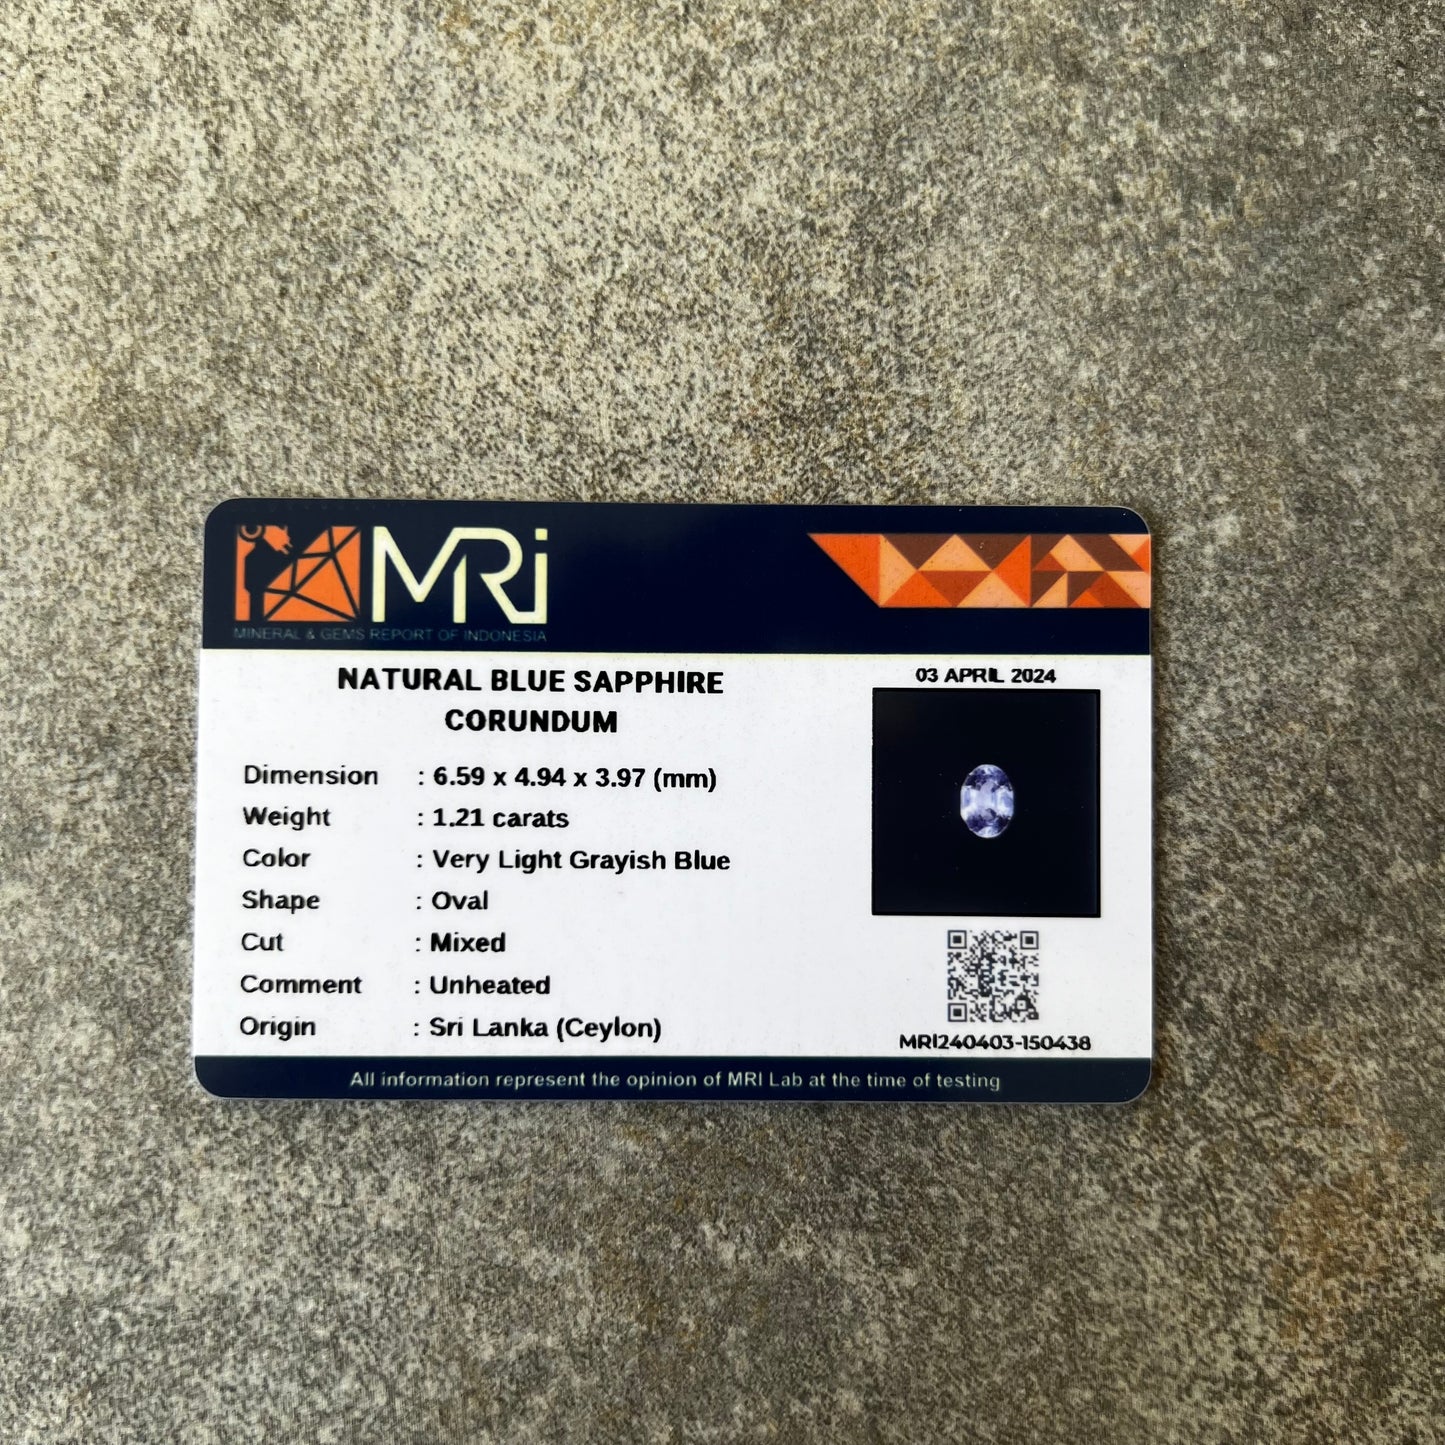 MRi
MINERAL & GEMS REPORT OF INDONESIA
NATURAL BLUE SAPPHIRE
CORUNDUM
Dimension : 6.59 x 4.94 x 3.97 (mm)
Weight : 1.21 carats
Color : Very Light Grayish Blue
Shape : Oval
Cut : Mixed
Comment : Unheated
Origin : Sri Lanka (Ceylon)
03 APRIL 2024
MRI240403-150438
All information represent the opinion of MRI Lab at the time of testing